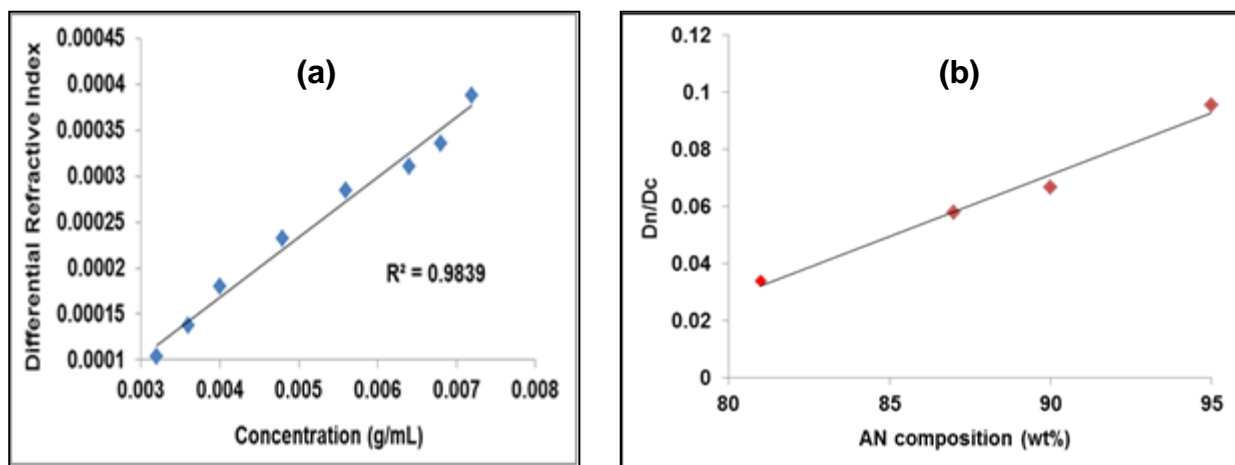 (a)
Differential Refractive Index
0.00045
0.0004
0.00035
0.0003
0.00025
0.0002
0.00015
0.0001
R² = 0.9839
0.003 0.004 0.005 0.006 0.007 0.008
Concentration (g/mL)
(b)
Dn/Dc
0.12
0.1
0.08
0.06
0.04
0.02
0
80 85 90 95
AN composition (wt%)